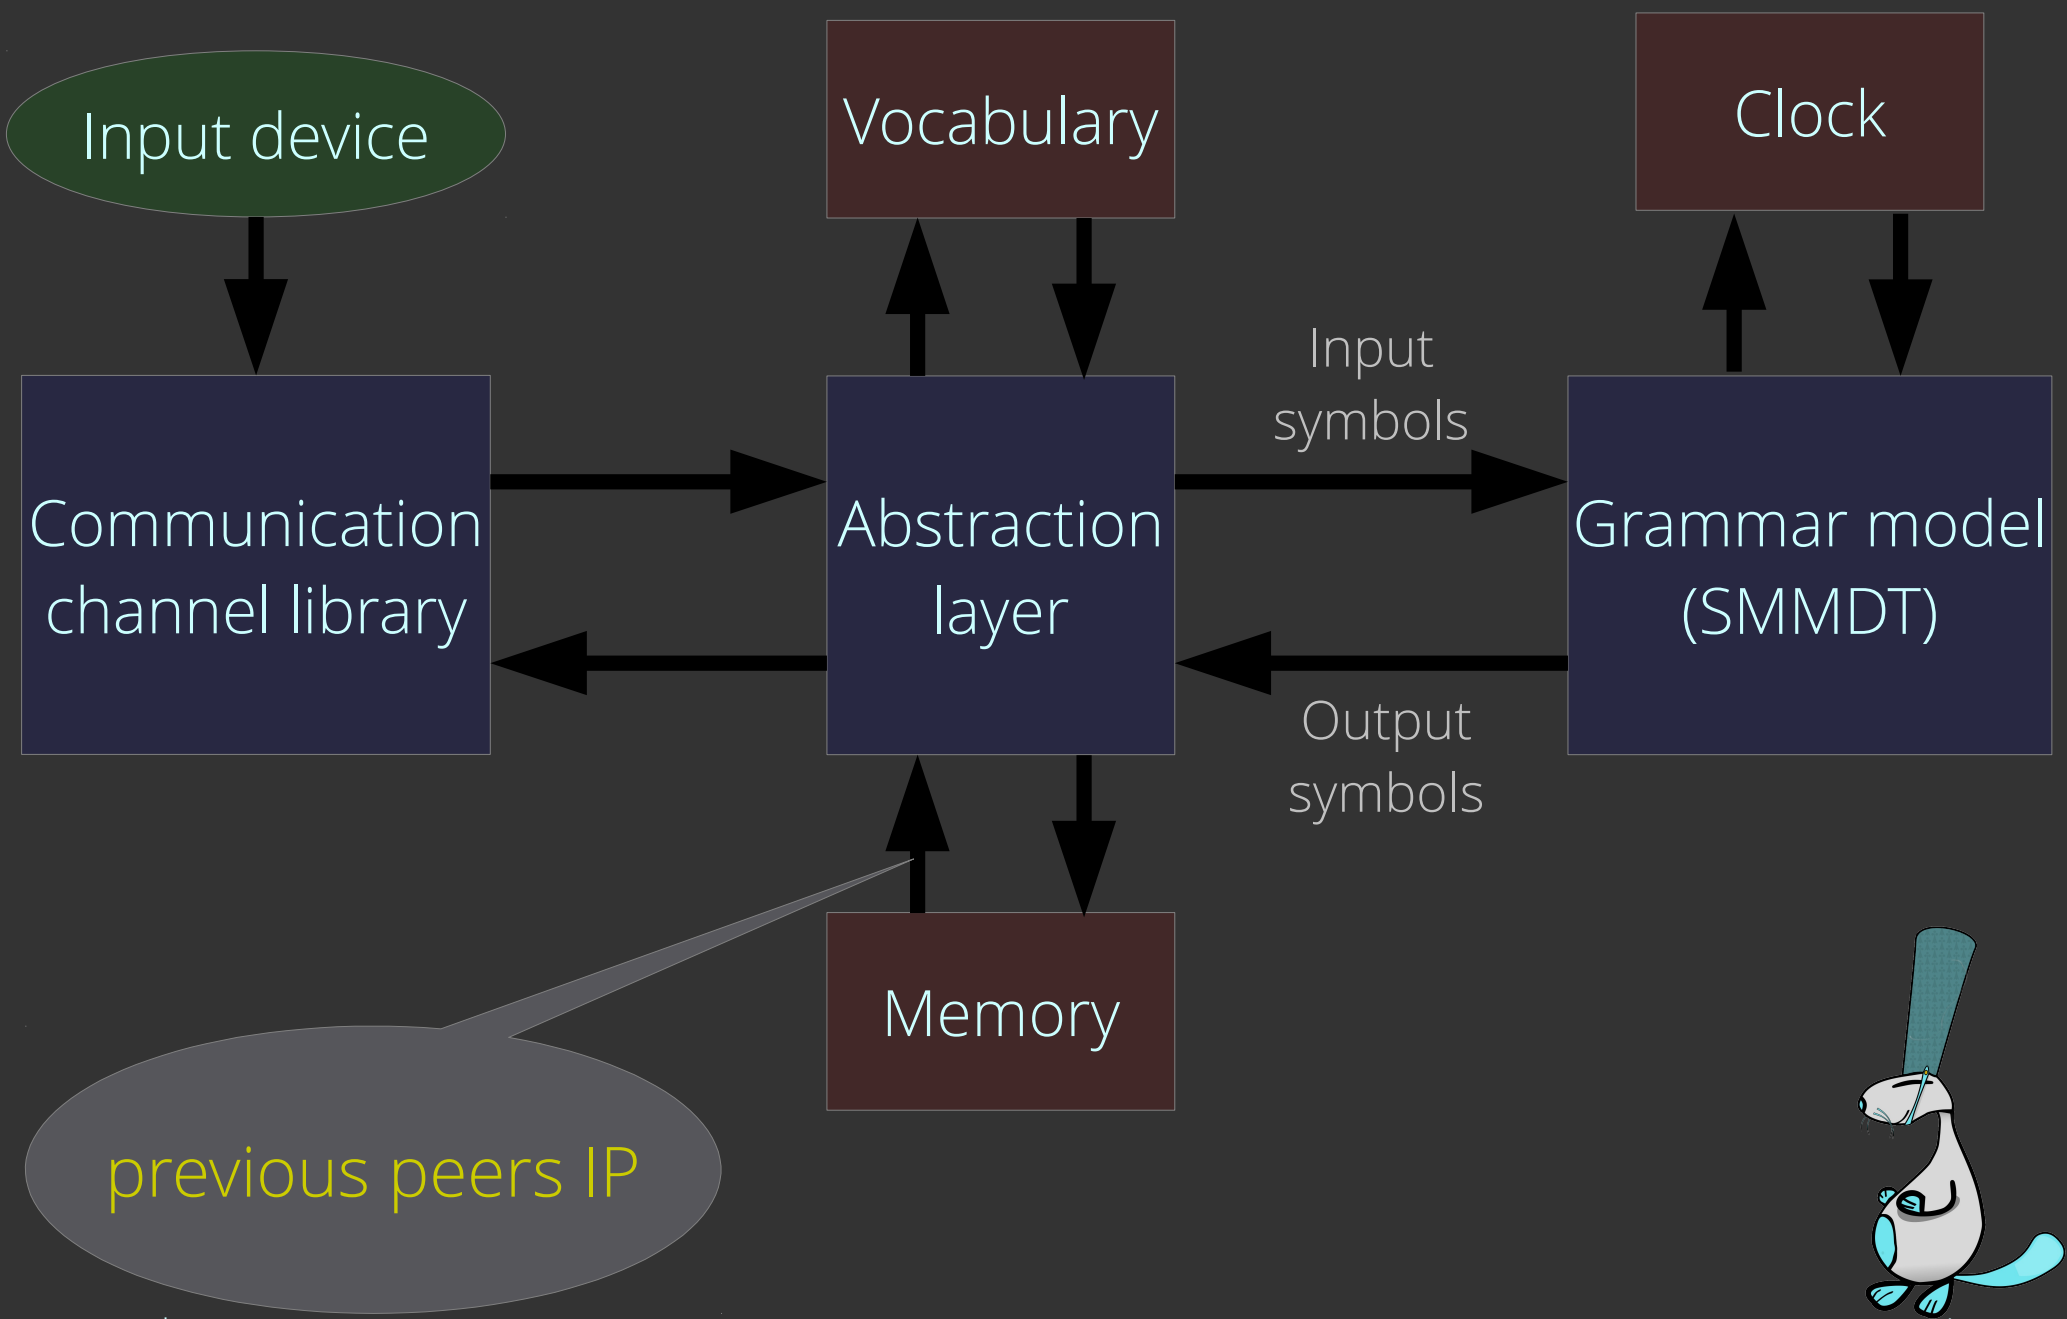 Input device
Vocabulary
Clock
Input
symbols
Communication
channel library
Abstraction
layer
Grammar model
(SMMDT)
Output
symbols
Memory
previous peers IP